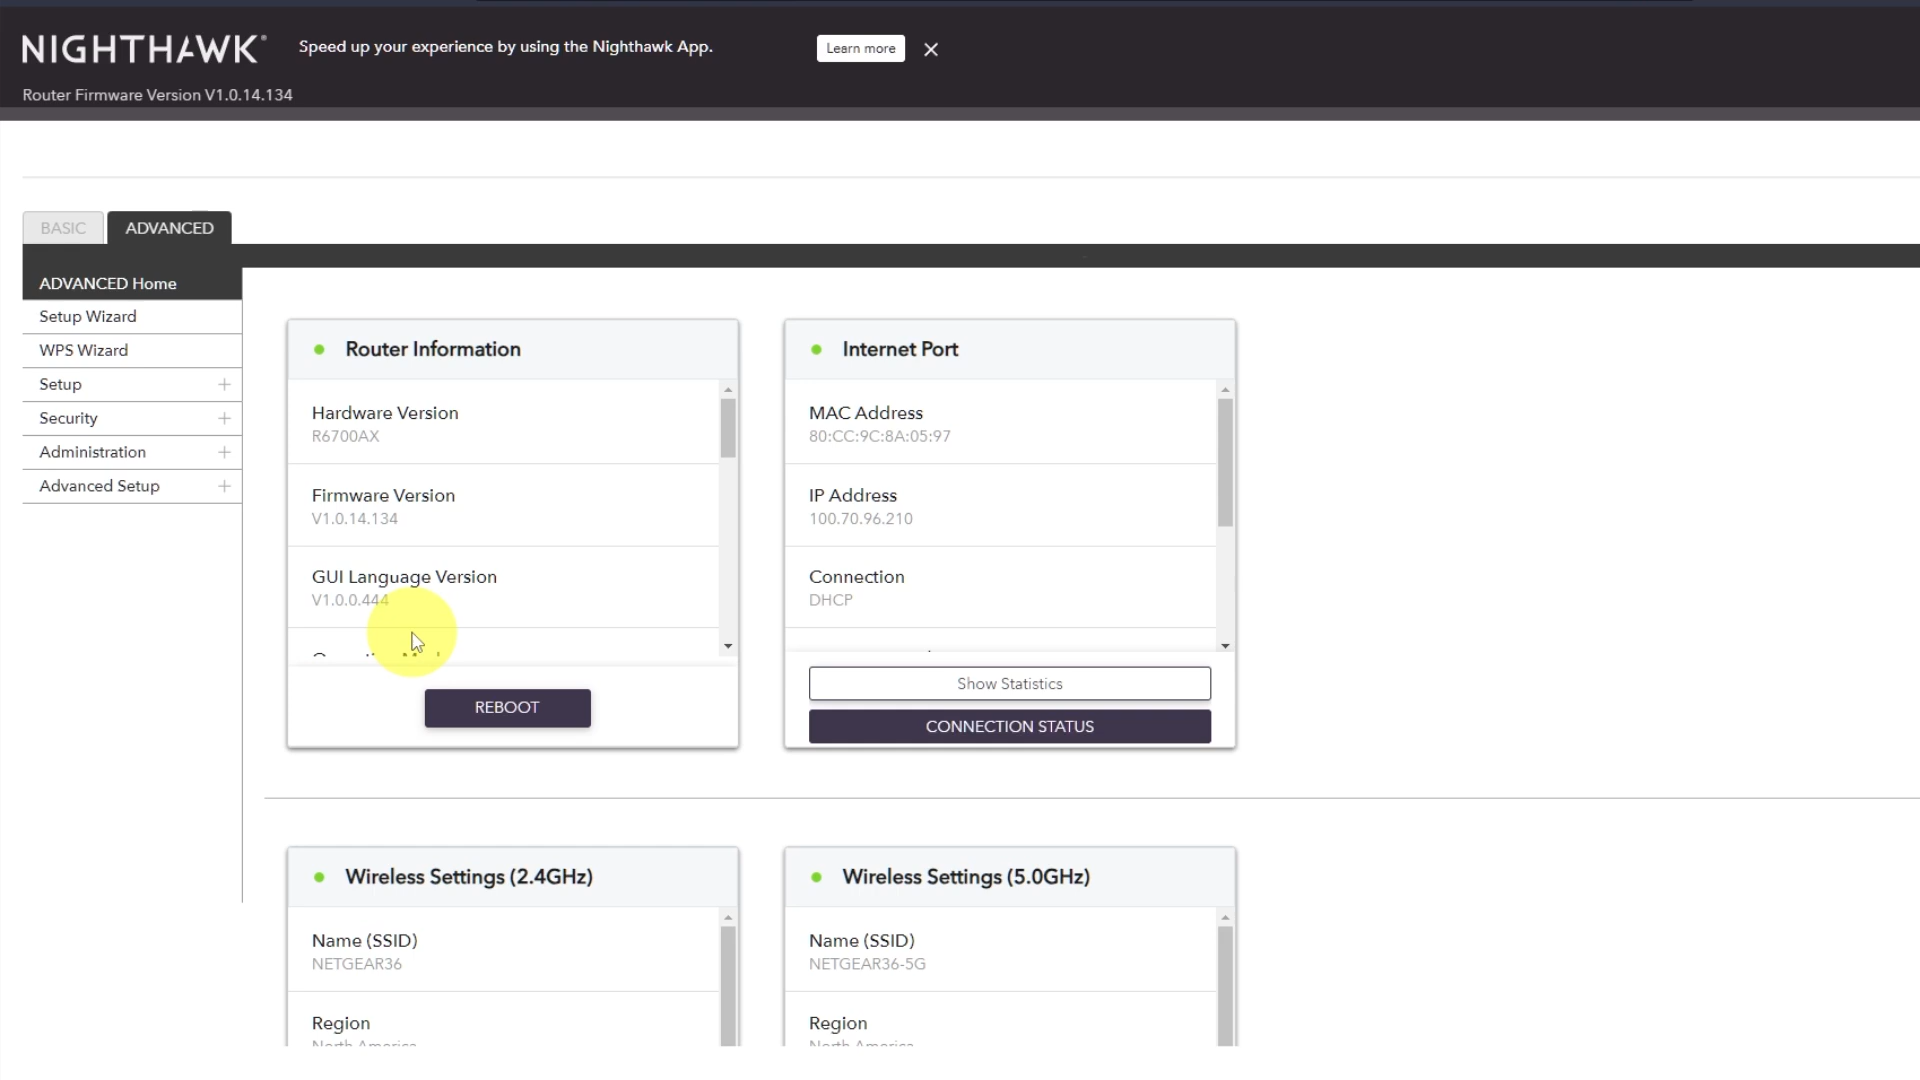 NIGHTHAWK®
Speed up your experience by using the Nighthawk App.
Learn more
Router Firmware Version V1.0.14.134
BASIC
ADVANCED
ADVANCED Home
Setup Wizard
WPS Wizard
Setup
Security
Administration
Advanced Setup
Router Information
Hardware Version
R6700AX
Firmware Version
V1.0.14.134
GUI Language Version
V1.0.0.444
REBOOT
Internet Port
MAC Address
80:CC:9C:8A:05:97
IP Address
100.70.96.210
Connection
DHCP
Show Statistics
CONNECTION STATUS
Wireless Settings (2.4GHz)
Name (SSID)
NETGEAR36
Region
North America
Wireless Settings (5.0GHz)
Name (SSID)
NETGEAR36-5G
Region
North America